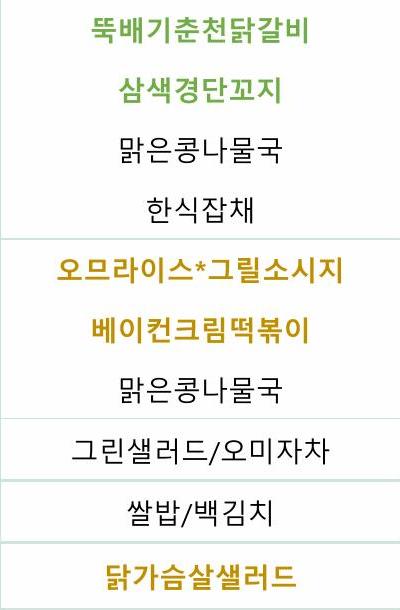 뚝배기춘천닭갈비
삼색경단꼬지
맑은콩나물국
한식잡채
오므라이스*그릴소시지
베이컨크림떡볶이
맑은콩나물국
그린샐러드/오미자차
쌀밥/백김치
닭가슴살샐러드